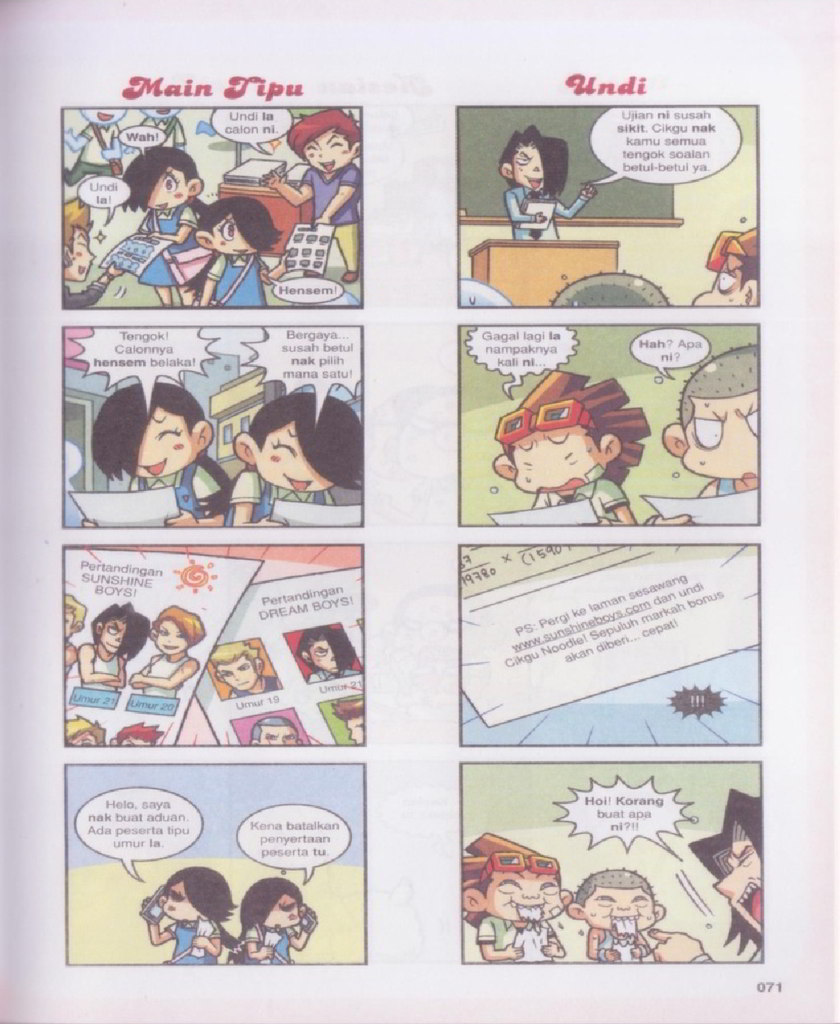 Main Tipu
Wah!
Undi la
calon ni.
Undi
la!
Hensem!
Tengok!
Calonnya
hensem belaka!
Bergaya...
susah betul
nak pilih
mana satu!
Pertandingan
SUNSHINE
BOYS!
Umur 21
Umur 20
Pertandingan
DREAM BOYS!
Umur 19
Umur 21
Helo, saya
nak buat aduan.
Ada peserta tipu
umur la.
Kena batalkan
penyertaan
peserta tu.
Undi
Ujian ni susah
sikit. Cikgu nak
kamu semua
tengok soalan
betul-betul ya.
Gagal lagi la
nampaknya
kali ni...
Hah? Apa
ni?
19780 × (1590
PS: Pergi ke laman sesawang
www.sunshineboys.com dan undi
Cikgu Noodle! Sepuluh markah bonus
akan diberi... cepat!
!!!
Hoi! Korang
buat apa
ni?!!
071